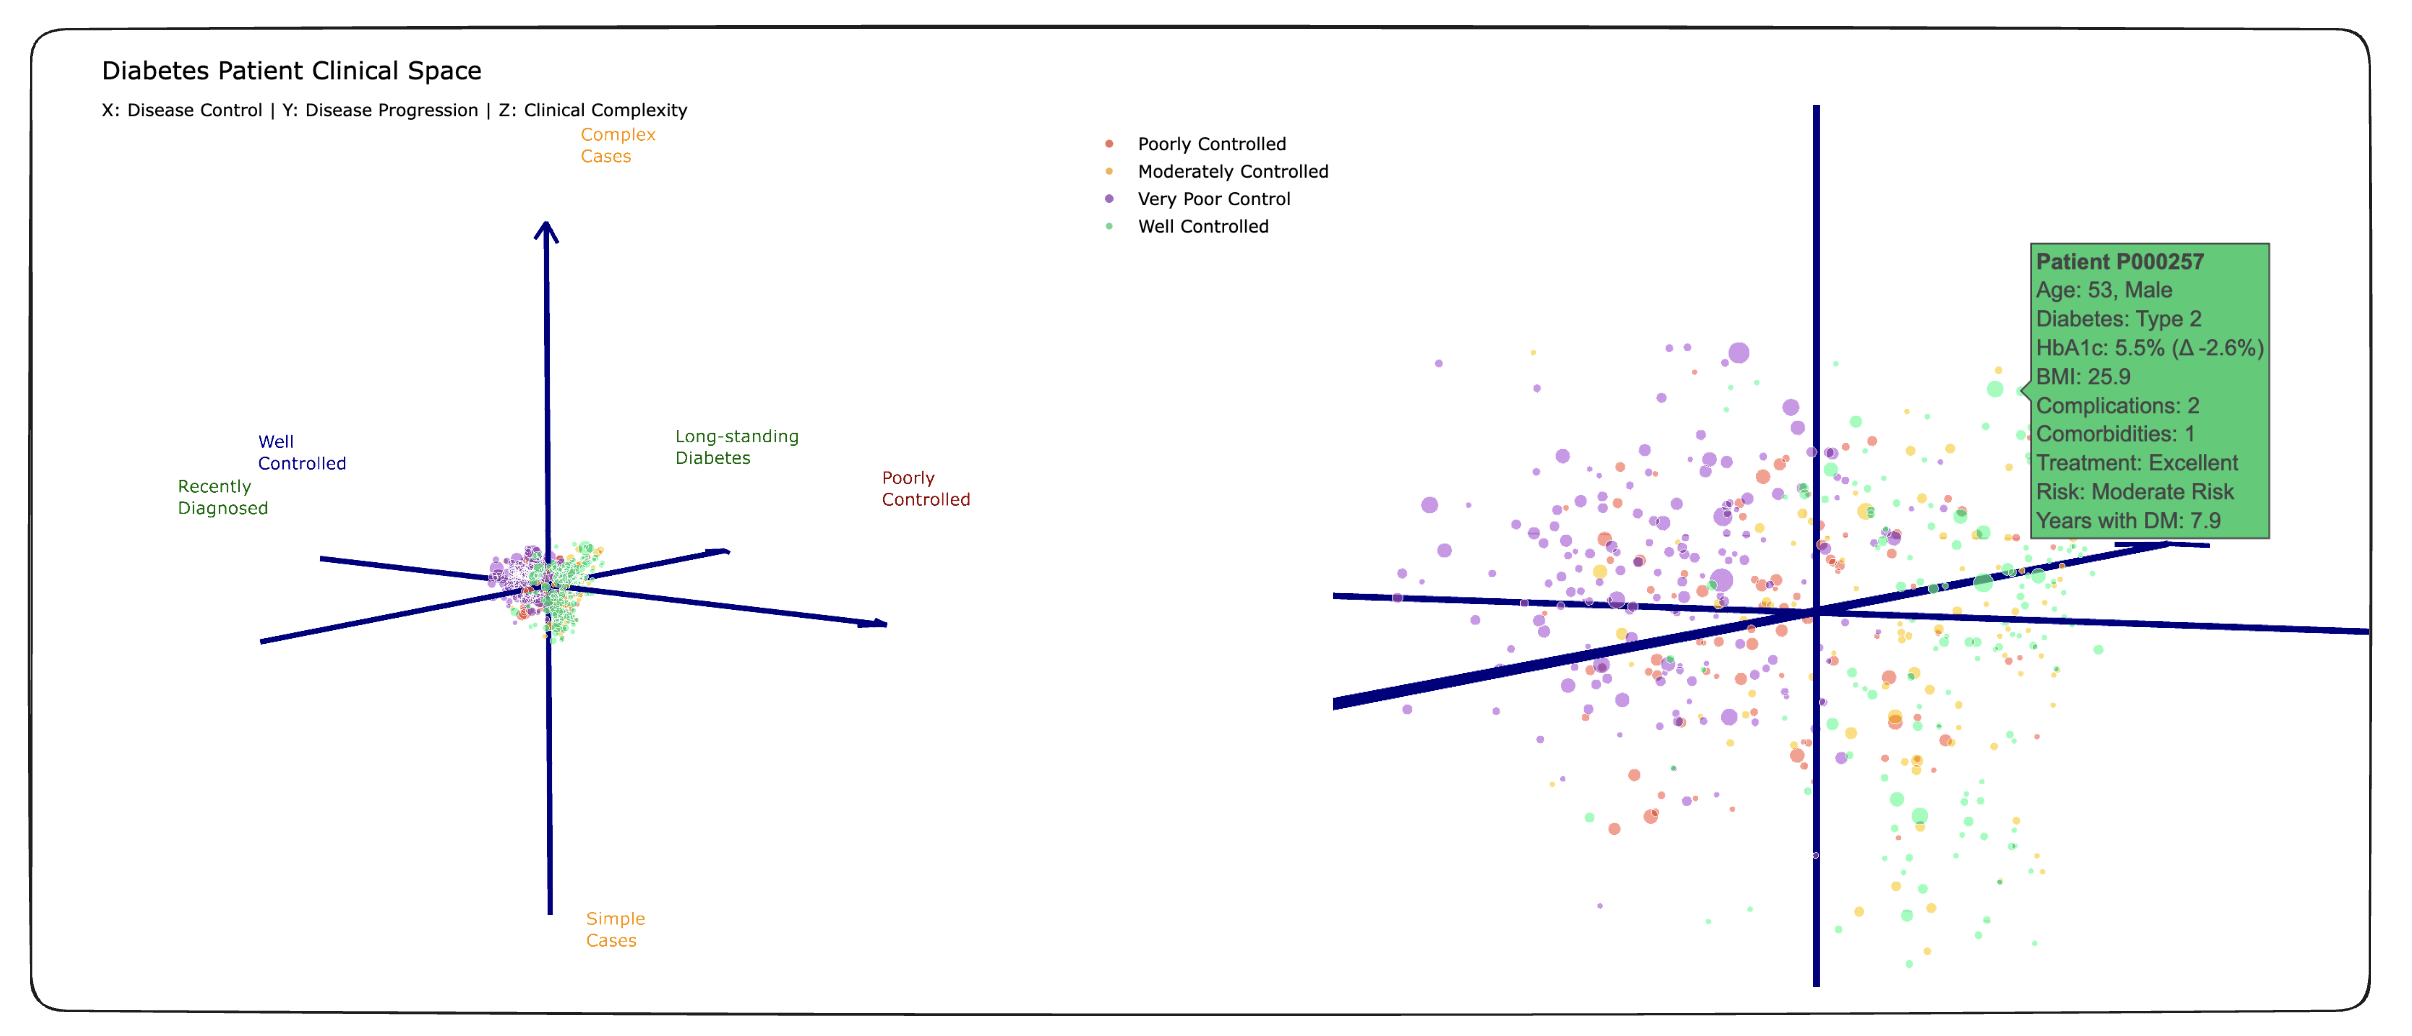 Diabetes Patient Clinical Space
X: Disease Control | Y: Disease Progression | Z: Clinical Complexity
Complex
Cases
Well
Controlled
Recently
Diagnosed
Long-standing
Diabetes
Poorly
Controlled
Simple
Cases
Poorly Controlled
Moderately Controlled
Very Poor Control
Well Controlled
Patient P000257
Age: 53, Male
Diabetes: Type 2
HbA1c: 5.5% (Δ -2.6%)
BMI: 25.9
Complications: 2
Comorbidities: 1
Treatment: Excellent
Risk: Moderate Risk
Years with DM: 7.9